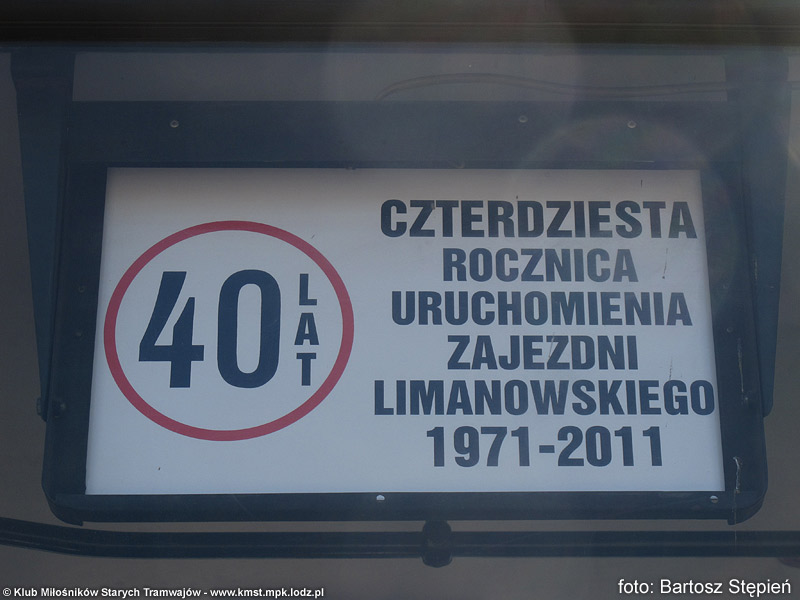 40
LAT
CZTERDZIESTA
ROCZNICA
URUCHOMIENIA
ZAJEZDNI
LIMANOWSKIEGO
1971-2011
© Klub Miłośników Starych Tramwajów - www.kmst.mpk.lodz.pl
foto: Bartosz Stępień